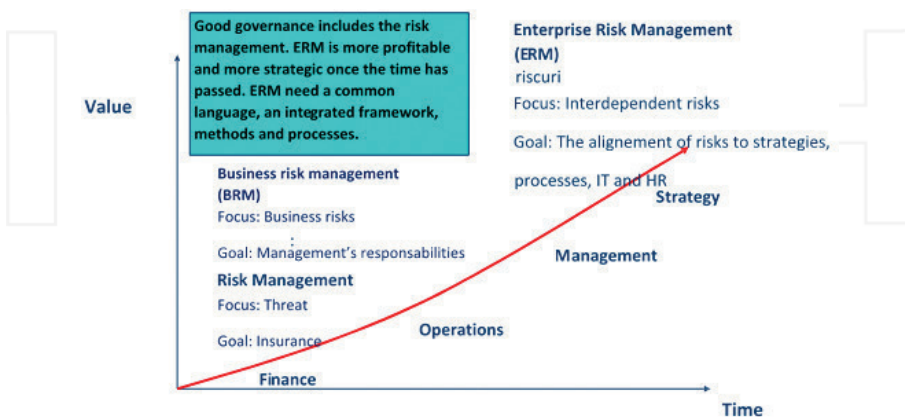 Good governance includes the risk
management. ERM is more profitable
and more strategic once the time has
passed. ERM need a common
language, an integrated framework,
methods and processes.
Enterprise Risk Management
(ERM)
riscuri
Focus: Interdependent risks
Goal: The alignement of risks to strategies,
processes, IT and HR
Value
Business risk management
(BRM)
Focus: Business risks
:
Goal: Management's responsabilities
Risk Management
Focus: Threat
Goal: Insurance
Strategy
Management
Operations
Finance
Time